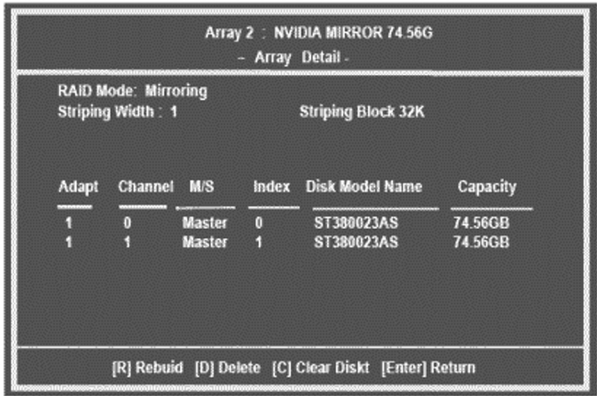 Array 2 : NVIDIA MIRROR 74.56G
- Array Detail -
RAID Mode: Mirroring
Striping Width : 1 Striping Block 32K
Adapt Channel M/S Index Disk Model Name Capacity
1 0 Master 0 ST380023AS 74.56GB
1 1 Master 1 ST380023AS 74.56GB
[R] Rebuid [D] Delete [C] Clear Diskt [Enter] Return